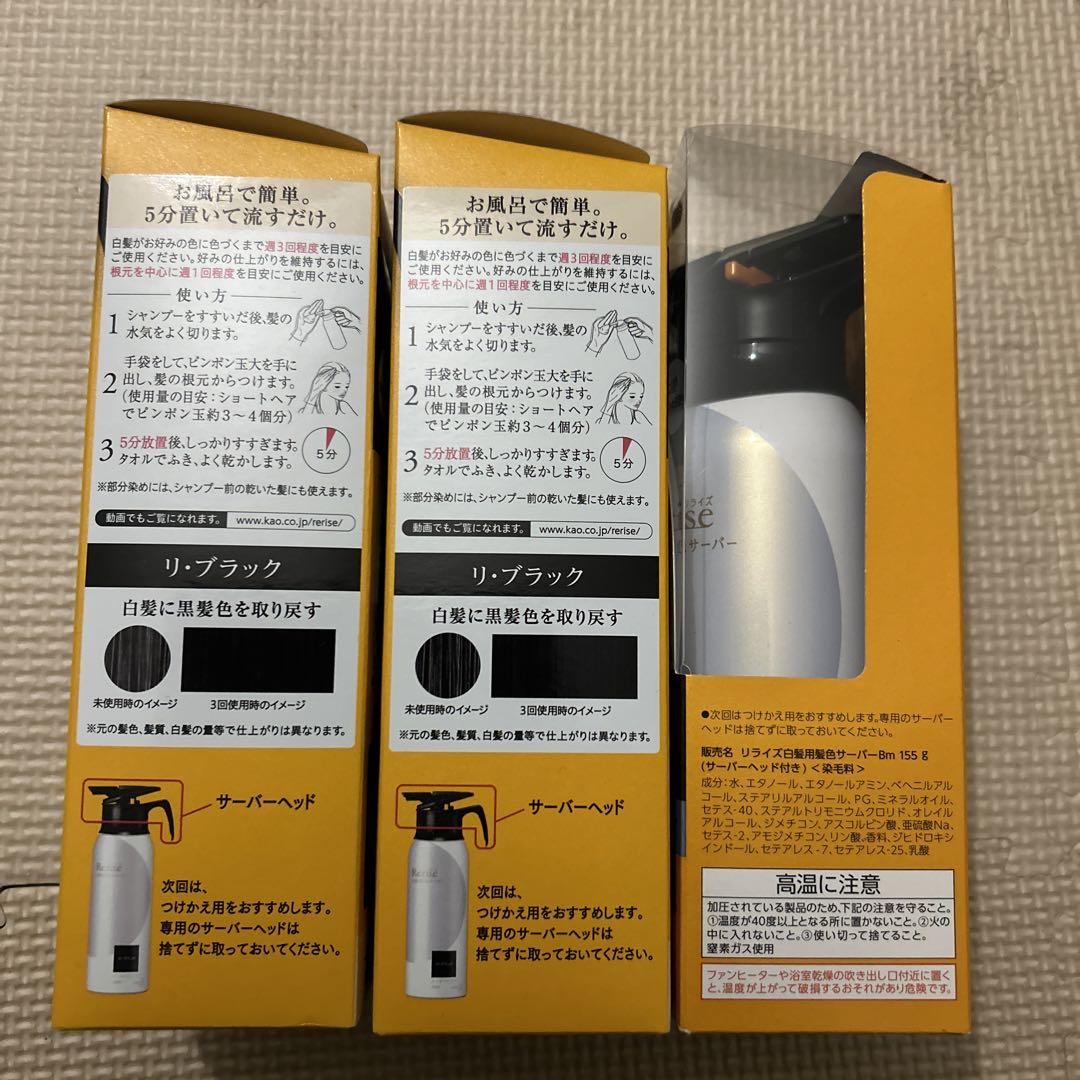 お風呂で簡単。
5分置いて流すだけ。
白髪がお好みの色に色づくまで週3回程度を目安に
ご使用ください。好みの仕上がりを維持するには、
根元を中心に週1回程度を目安にご使用ください。
使い方
1 シャンプーをすすいだ後、髪の
水気をよく切ります。
2 手袋をして、ピンポン玉大を手に
出し、髪の根元からつけます。
(使用量の目安:ショートヘア
でピンポン玉約3〜4個分)
3 5分放置後、しっかりすすぎます。
タオルでふき、よく乾かします。
5分
※部分染めには、シャンプー前の乾いた髪にも使えます。
動画でもご覧になれます。 www.kao.co.jp/rerise/
リ・ブラック
白髪に黒髪色を取り戻す
未使用時のイメージ 3回使用時のイメージ
※元の髪色、髪質、白髪の量等で仕上がりは異なります。
サーバーヘッド
Rerise
次回は、
つけかえ用をおすすめします。
専用のサーバーヘッドは
捨てずに取っておいてください。
お風呂で簡単。
5分置いて流すだけ。
白髪がお好みの色に色づくまで週3回程度を目安に
ご使用ください。好みの仕上がりを維持するには、
根元を中心に週1回程度を目安にご使用ください。
使い方
1 シャンプーをすすいだ後、髪の
水気をよく切ります。
2 手袋をして、ピンポン玉大を手に
出し、髪の根元からつけます。
(使用量の目安:ショートヘア
でピンポン玉約3〜4個分)
3 5分放置後、しっかりすすぎます。
タオルでふき、よく乾かします。
5分
※部分染めには、シャンプー前の乾いた髪にも使えます。
動画でもご覧になれます。 www.kao.co.jp/rerise/
リ・ブラック
白髪に黒髪色を取り戻す
未使用時のイメージ 3回使用時のイメージ
※元の髪色、髪質、白髪の量等で仕上がりは異なります。
サーバーヘッド
Rerise
次回は、
つけかえ用をおすすめします。
専用のサーバーヘッドは
捨てずに取っておいてください。
リライズ
rise
サーバー
●次回はつけかえ用をおすすめします。専用のサーバー
ヘッドは捨てずに取っておいてください。
販売名 リライズ白髪用髪色サーバーBm 155 g
(サーバーヘッド付き)<染毛料>
成分:水、エタノール、エタノールアミン、ベヘニルアル
コール、ステアリルアルコール、PG、ミネラルオイル、
セテス-40、ステアルトリモニウムクロリド、オレイル
アルコール、ジメチコン、アスコルビン酸、亜硫酸Na、
セテス-2、アモジメチコン、リン酸、香料、ジヒドロキシ
インドール、セテアレス-7、セテアレス-25、乳酸
高温に注意
加圧されている製品のため、下記の注意を守ること。
①温度が40度以上となる所に置かないこと。②火の
中に入れないこと。③使い切って捨てること。
窒素ガス使用
ファンヒーターや浴室乾燥の吹き出し口付近に置く
と、温度が上がって破損するおそれがあり危険です。